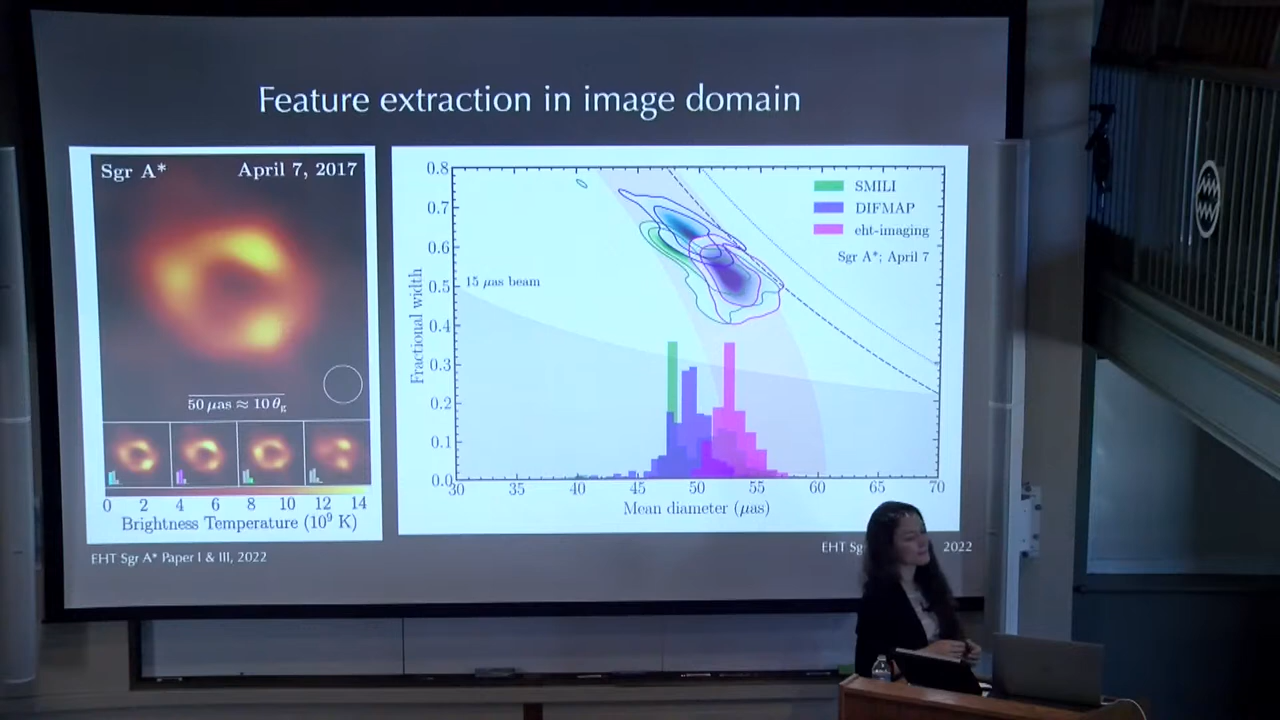 Feature extraction in image domain
Sgr A* April 7, 2017
50 μas ≈ 10 θg
0 2 4 6 8 10 12 14
Brightness Temperature (10⁹ K)
EHT Sgr A* Paper I & III, 2022
Fractional width
0.8
0.7
0.6
0.5
0.4
0.3
0.2
0.1
0.0
15 μas beam
SMILI
DIFMAP
eht-imaging
Sgr A*; April 7
30 35 40 45 50 55 60 65 70
Mean diameter (μas)
EHT Sg 2022